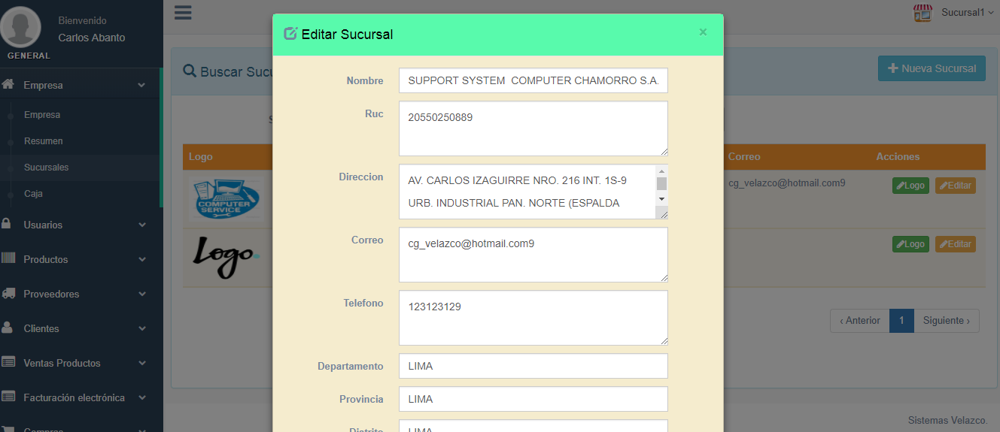 Bienvenido
Carlos Abanto
GENERAL
Empresa
Empresa
Resumen
Sucursales
Caja
Usuarios
Productos
Proveedores
Clientes
Ventas Productos
Facturación electrónica
Compras
Sucursal1
Buscar Sucu
Nueva Sucursal
Logo
Correo
Acciones
COMPUTER
SERVICE
cg_velazco@hotmail.com9
Logo
Editar
Logo
Logo
Editar
‹ Anterior
1
Siguiente ›
Sistemas Velazco.
Editar Sucursal
×
Nombre
SUPPORT SYSTEM COMPUTER CHAMORRO S.A.
Ruc
20550250889
Direccion
AV. CARLOS IZAGUIRRE NRO. 216 INT. 1S-9
URB. INDUSTRIAL PAN. NORTE (ESPALDA
Correo
cg_velazco@hotmail.com9
Telefono
123123129
Departamento
LIMA
Provincia
LIMA
Distrito
LIMA